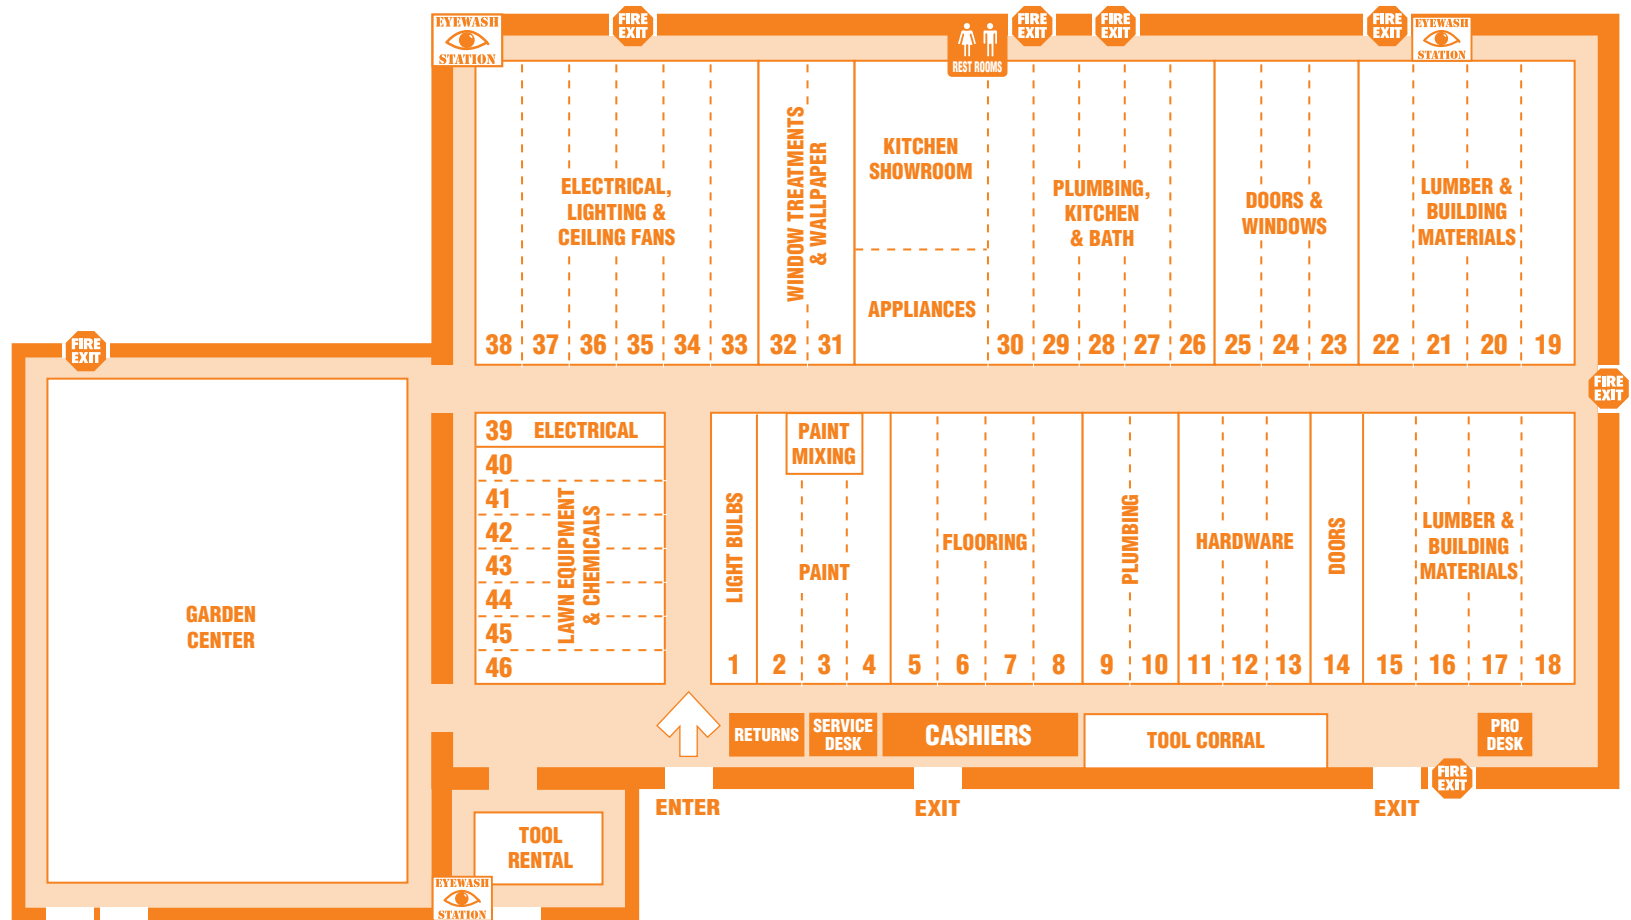 EYEWASH
STATION
FIRE
EXIT
REST ROOMS
FIRE
EXIT
FIRE
EXIT
FIRE
EXIT
EYEWASH
STATION
ELECTRICAL,
LIGHTING &
CEILING FANS
WINDOW TREATMENTS
& WALLPAPER
KITCHEN
SHOWROOM
APPLIANCES
PLUMBING,
KITCHEN
& BATH
DOORS &
WINDOWS
LUMBER &
BUILDING
MATERIALS
38 37 36 35 34 33 32 31 30 29 28 27 26 25 24 23 22 21 20 19
FIRE
EXIT
FIRE
EXIT
39 ELECTRICAL
40
41
42
43
44
45
46
LAWN EQUIPMENT
& CHEMICALS
GARDEN
CENTER
LIGHT BULBS
PAINT
MIXING
PAINT
FLOORING
PLUMBING
HARDWARE
DOORS
LUMBER &
BUILDING
MATERIALS
1 2 3 4 5 6 7 8 9 10 11 12 13 14 15 16 17 18
RETURNS
SERVICE
DESK
CASHIERS
TOOL CORRAL
PRO
DESK
FIRE
EXIT
ENTER
EXIT
EXIT
TOOL
RENTAL
EYEWASH
STATION